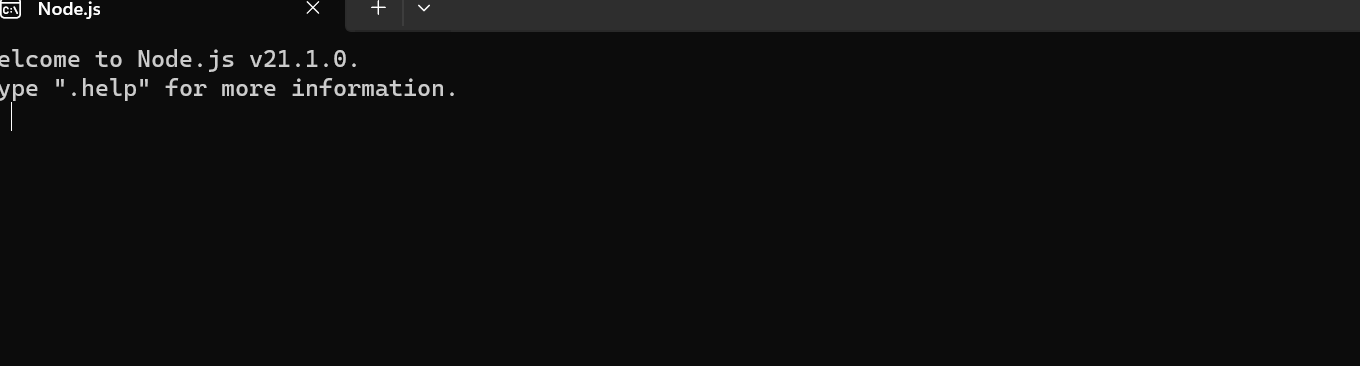 Node.js
elcome to Node.js v21.1.0.
ype ".help" for more information.